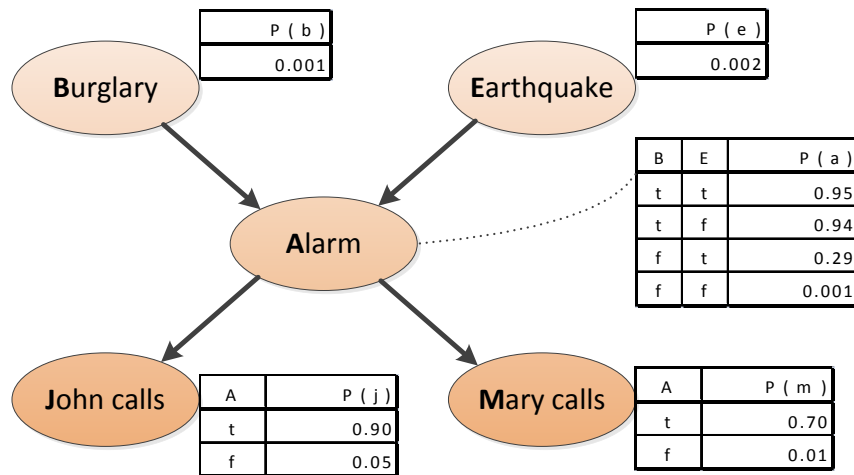 P(b)
0.001
P(e)
0.002
Burglary
Earthquake
B E P(a)
t t 0.95
t f 0.94
f t 0.29
f f 0.001
Alarm
John calls
A P(j)
t 0.90
f 0.05
Mary calls
A P(m)
t 0.70
f 0.01